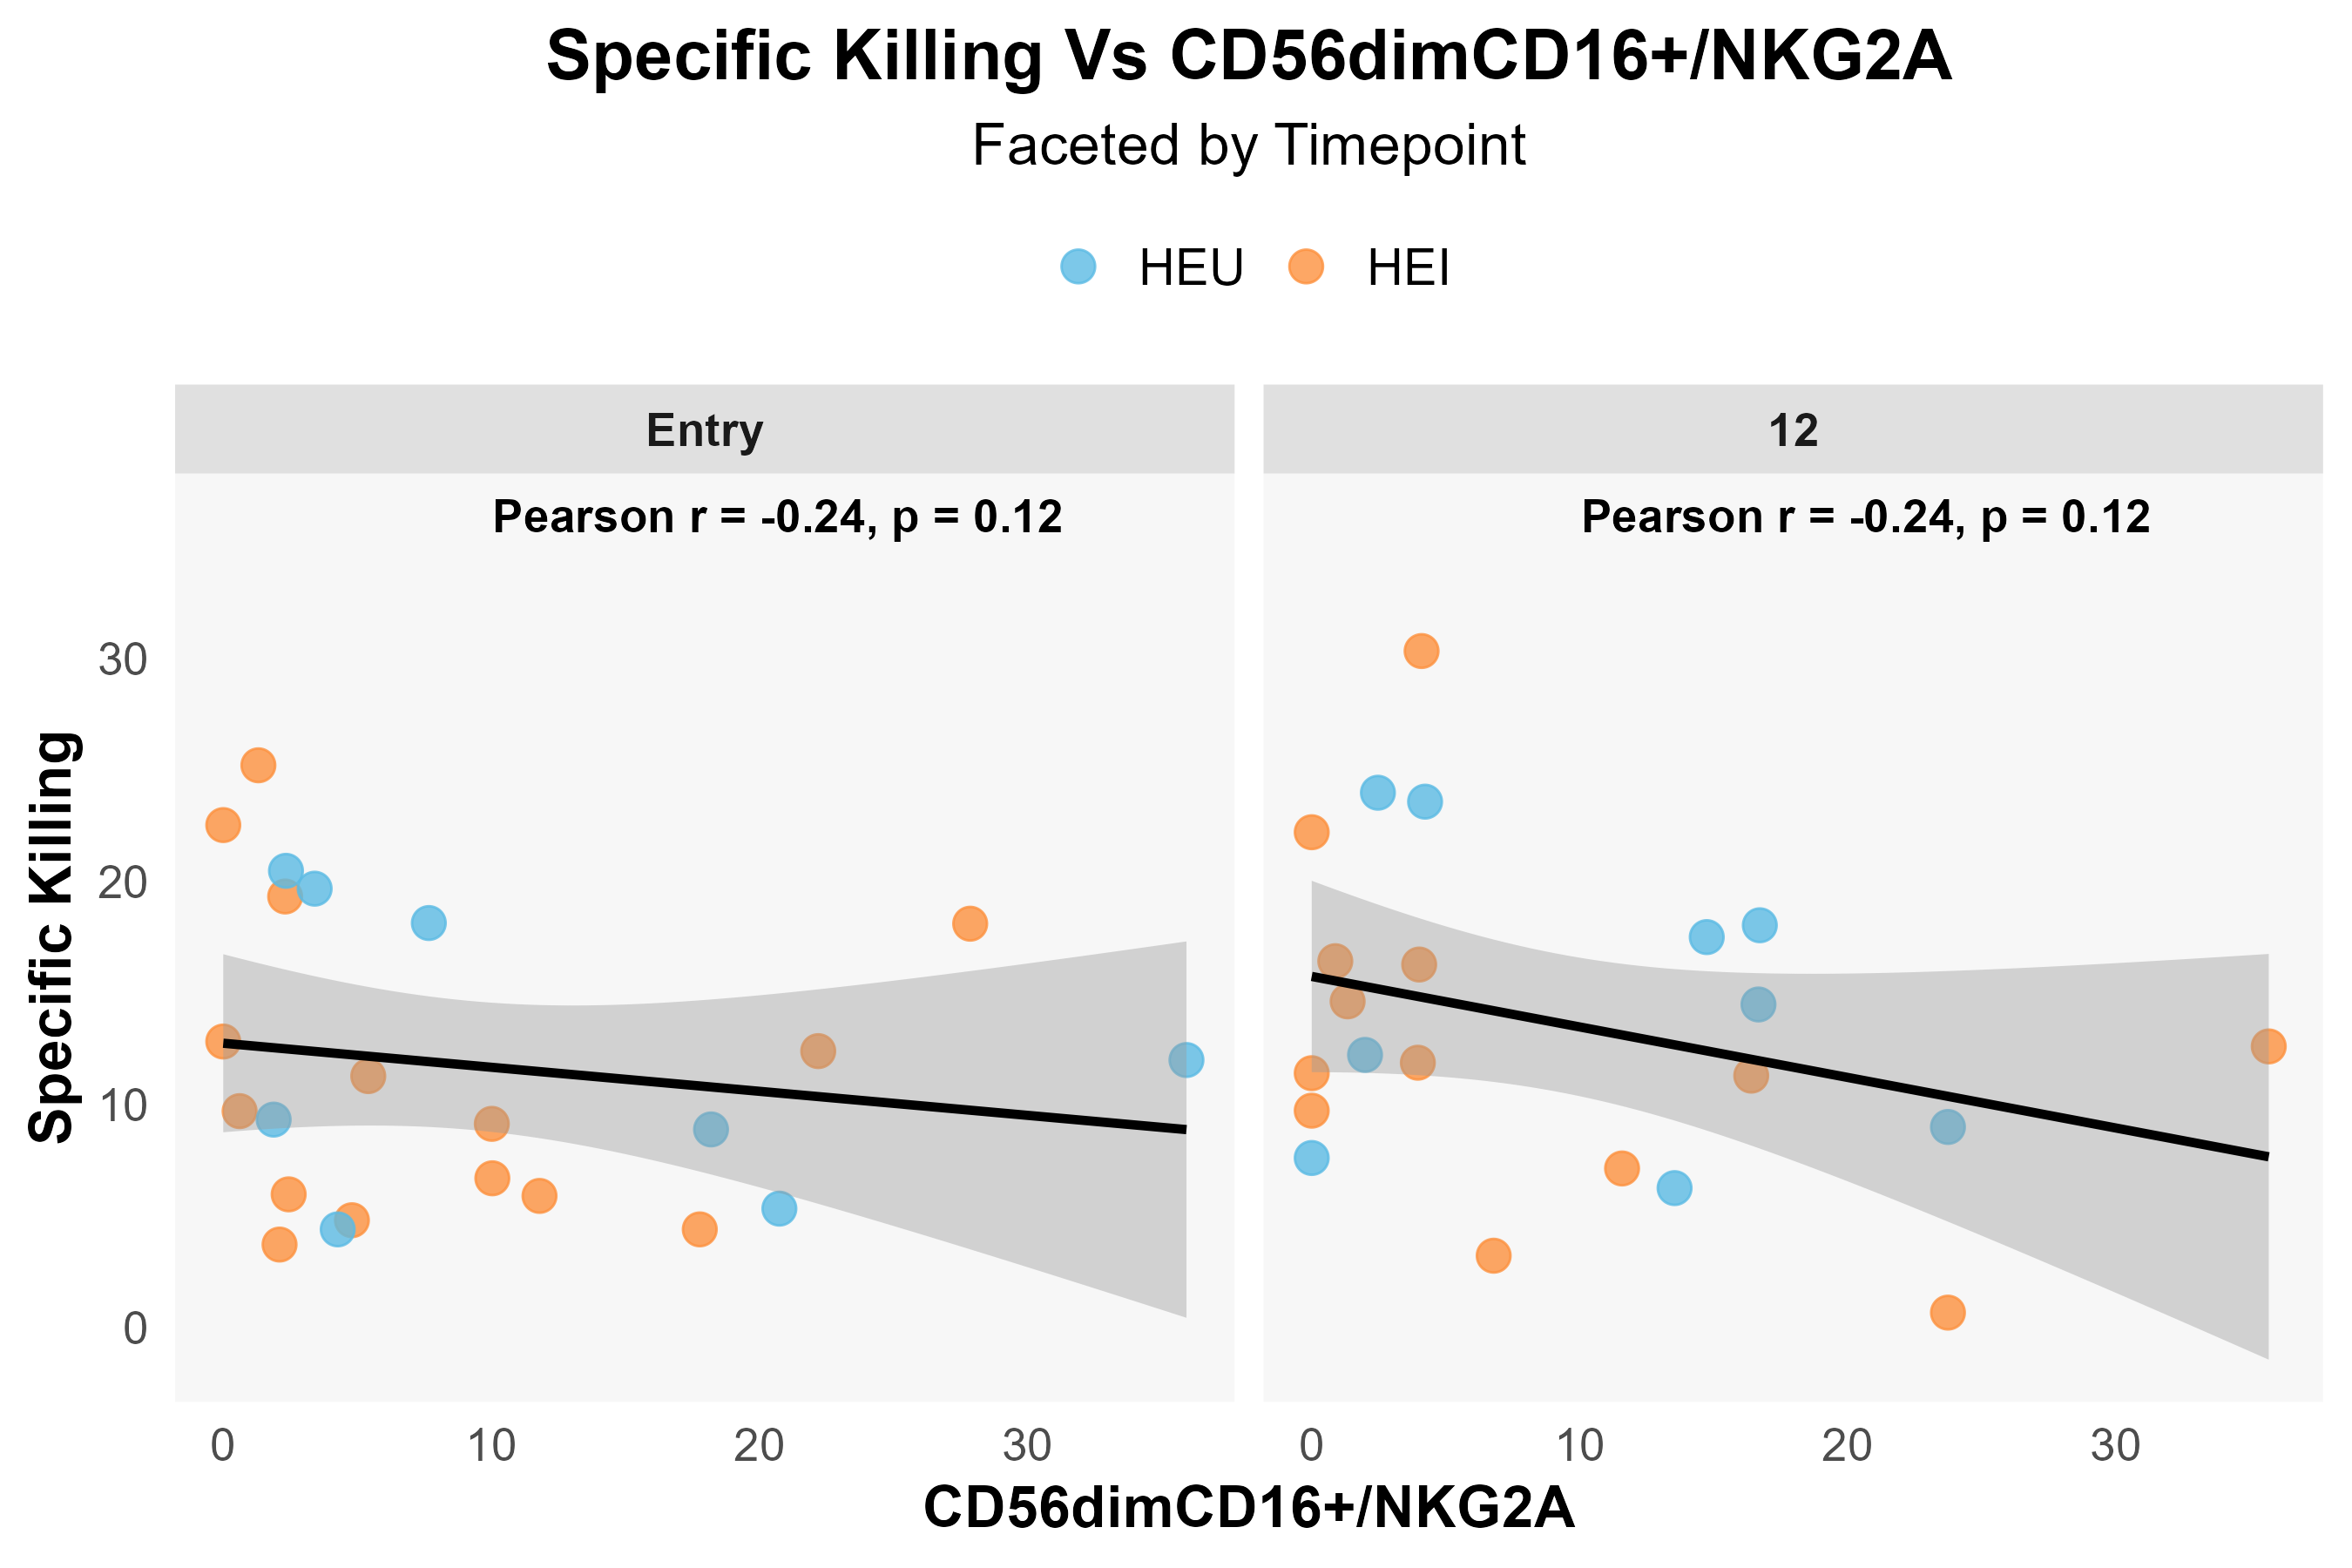 Specific Killing Vs CD56dimCD16+/NKG2A
Faceted by Timepoint
HEU HEI
Entry 12
Pearson r = -0.24, p = 0.12 Pearson r = -0.24, p = 0.12
Specific Killing
30
20
10
0
0 10 20 30 0 10 20 30
CD56dimCD16+/NKG2A